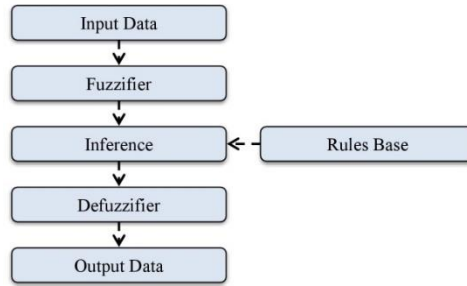 Input Data
Fuzzifier
Inference
Rules Base
Defuzzifier
Output Data